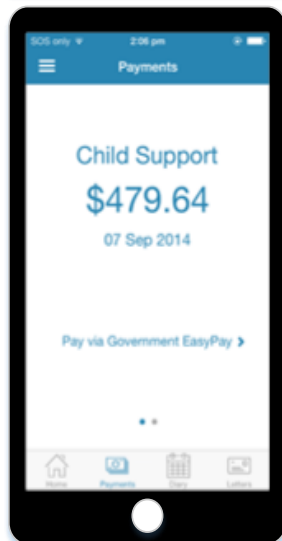 SOS only 2:06 pm
Payments
Child Support
$479.64
07 Sep 2014
Pay via Government EasyPay >
Home Payments Diary Letters